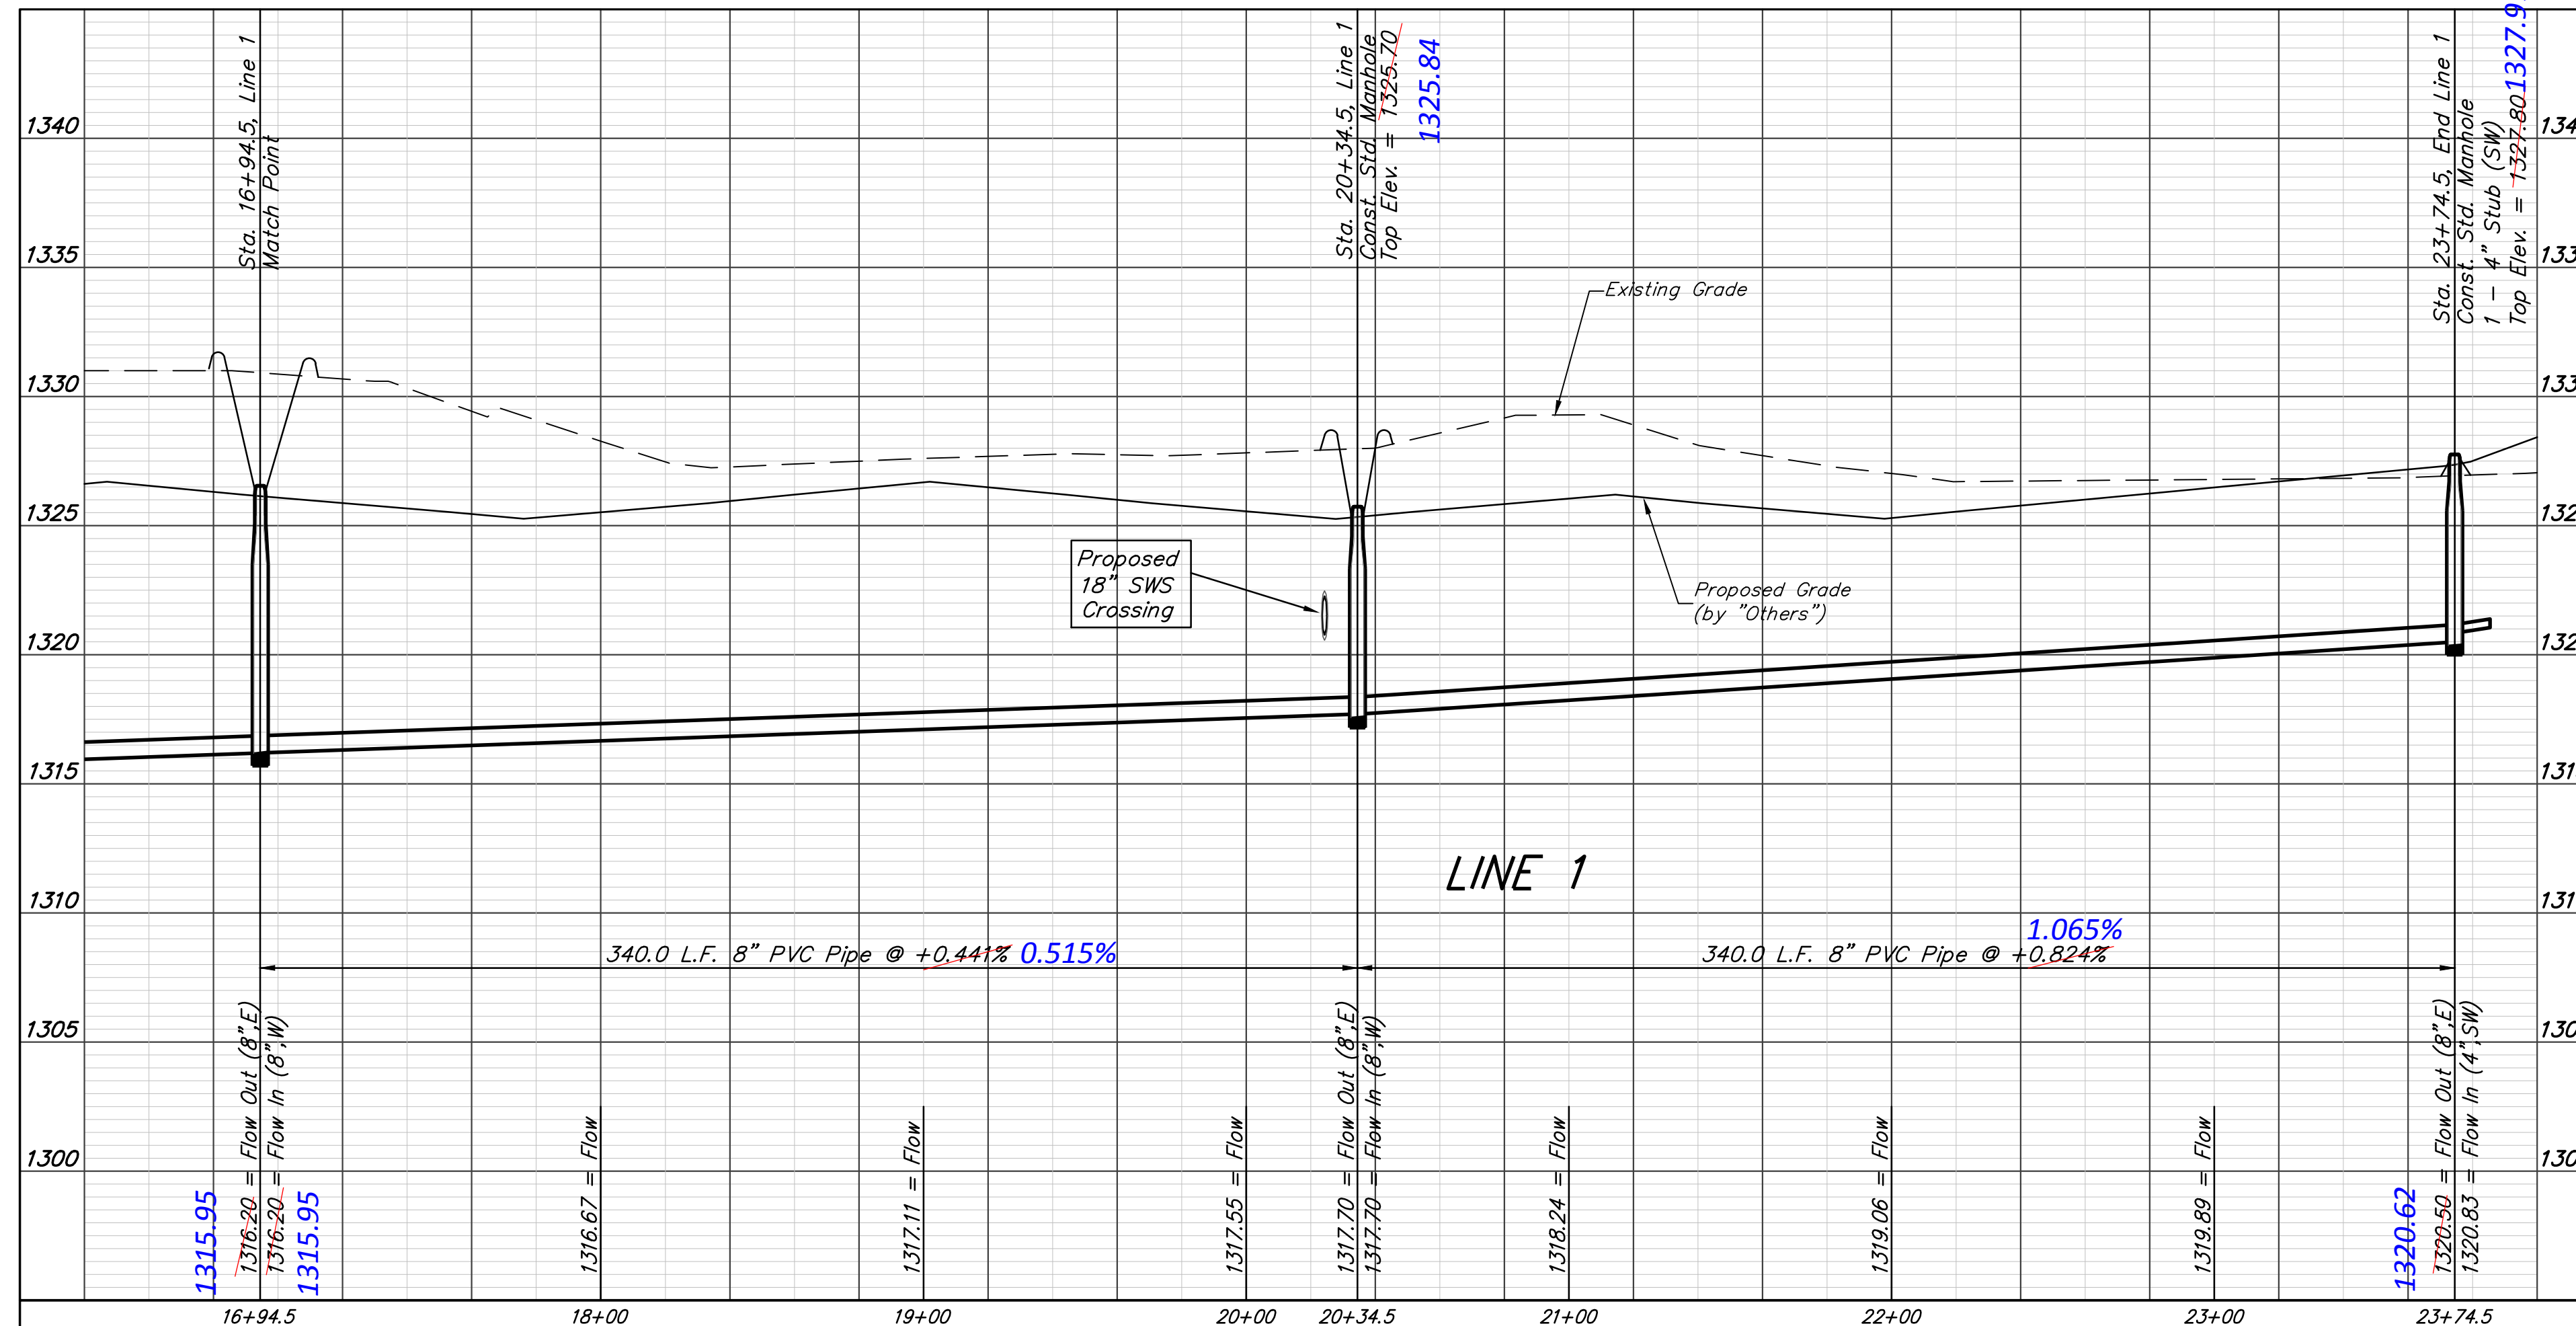 Sta. 16+94.5, Line 1
Match Point
Sta. 20+34.5, Line 1
Const. Std. Manhole
Top Elev. = 1325.70
1325.84
Sta. 23+74.5, End Line 1
Const. Std. Manhole
1 - 4" Stub (SW)
Top Elev. = 1327.80
1340
1335
1330
1325
1320
1315
1310
1305
1300
Existing Grade
Proposed
18" SWS
Crossing
Proposed Grade
(by "Others")
LINE 1
340.0 L.F. 8" PVC Pipe @ +0.441% 0.515%
1.065%
340.0 L.F. 8" PVC Pipe @ +0.824%
1315.95
1316.20 = Flow Out (8",E)
1316.20 = Flow In (8",W)
1315.95
1316.67 = Flow
1317.11 = Flow
1317.55 = Flow
1317.70 = Flow Out (8",E)
1317.70 = Flow In (8",W)
1318.24 = Flow
1319.06 = Flow
1319.89 = Flow
1320.62
1320.50 = Flow Out (8",E)
1320.83 = Flow In (4",SW)
16+94.5
18+00
19+00
20+00
20+34.5
21+00
22+00
23+00
23+74.5